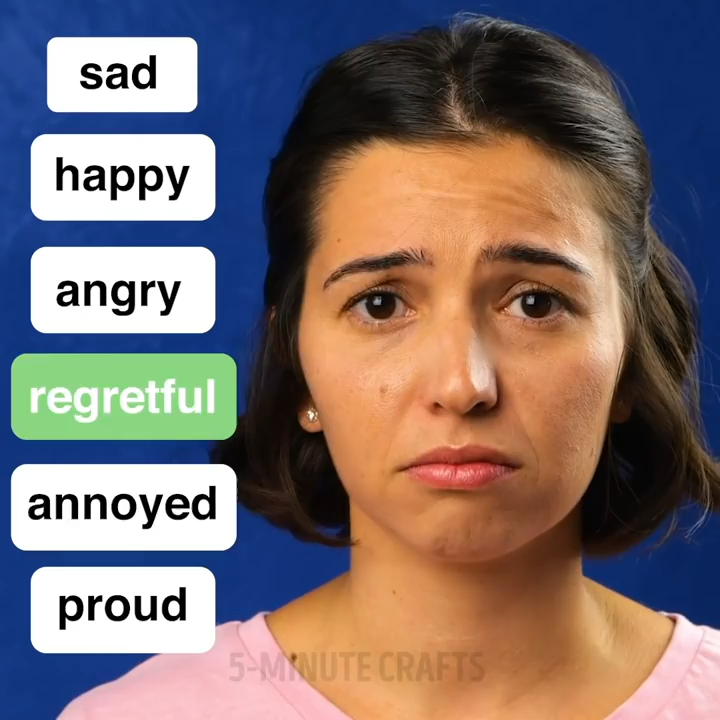 sad
happy
angry
regretful
annoyed
proud
5-MINUTE CRAFTS